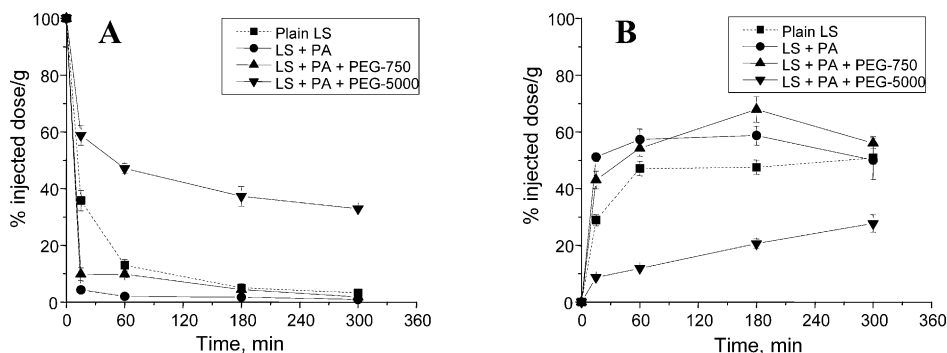 A
Plain LS
LS + PA
LS + PA + PEG-750
LS + PA + PEG-5000
% injected dose/g
100
80
60
40
20
0
0 60 120 180 240 300 360
Time, min
B
Plain LS
LS + PA
LS + PA + PEG-750
LS + PA + PEG-5000
% injected dose/g
100
80
60
40
20
0
0 60 120 180 240 300 360
Time, min